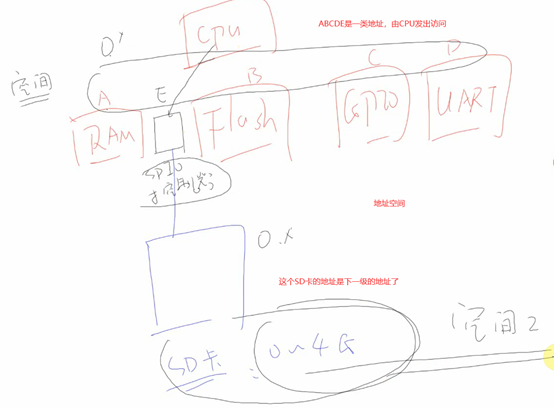 ABCDE是一类地址，由CPU发出访问
CPU
0'
空间
A
E
B
C
D
RAM
Flash
GPIO
UART
SDIO
控制器
地址空间
0.x
这个SD卡的地址是下一级的地址了
SD卡
0~4G
空间2